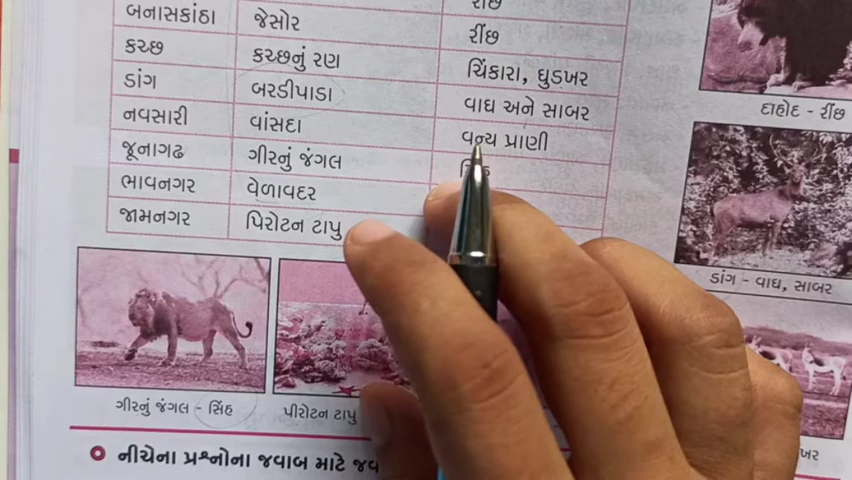 રીંછ
બનાસકાંઠા જેસોર રીંછ
કચ્છ કચ્છનું રણ ચિંકારા, ઘુડખર
ડાંગ બરડીપાડા વાઘ અને સાબર
નવસારી વાંસદા વન્ય પ્રાણી
જૂનાગઢ ગીરનું જંગલ
ભાવનગર વેળાવદર
જામનગર પિરોટન ટાપુ
દાહોદ - રીંછ
ડાંગ - વાઘ, સાબર
ગીરનું જંગલ - સિંહ
પીરોટન ટાપુ
નીચેના પ્રશ્નોના જવાબ માટે